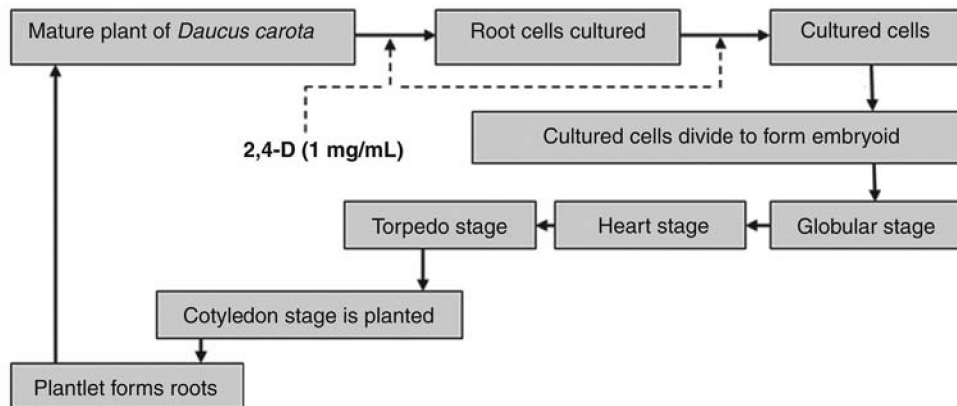 Mature plant of Daucus carota
Root cells cultured
Cultured cells
2,4-D (1 mg/mL)
Cultured cells divide to form embryoid
Globular stage
Heart stage
Torpedo stage
Cotyledon stage is planted
Plantlet forms roots